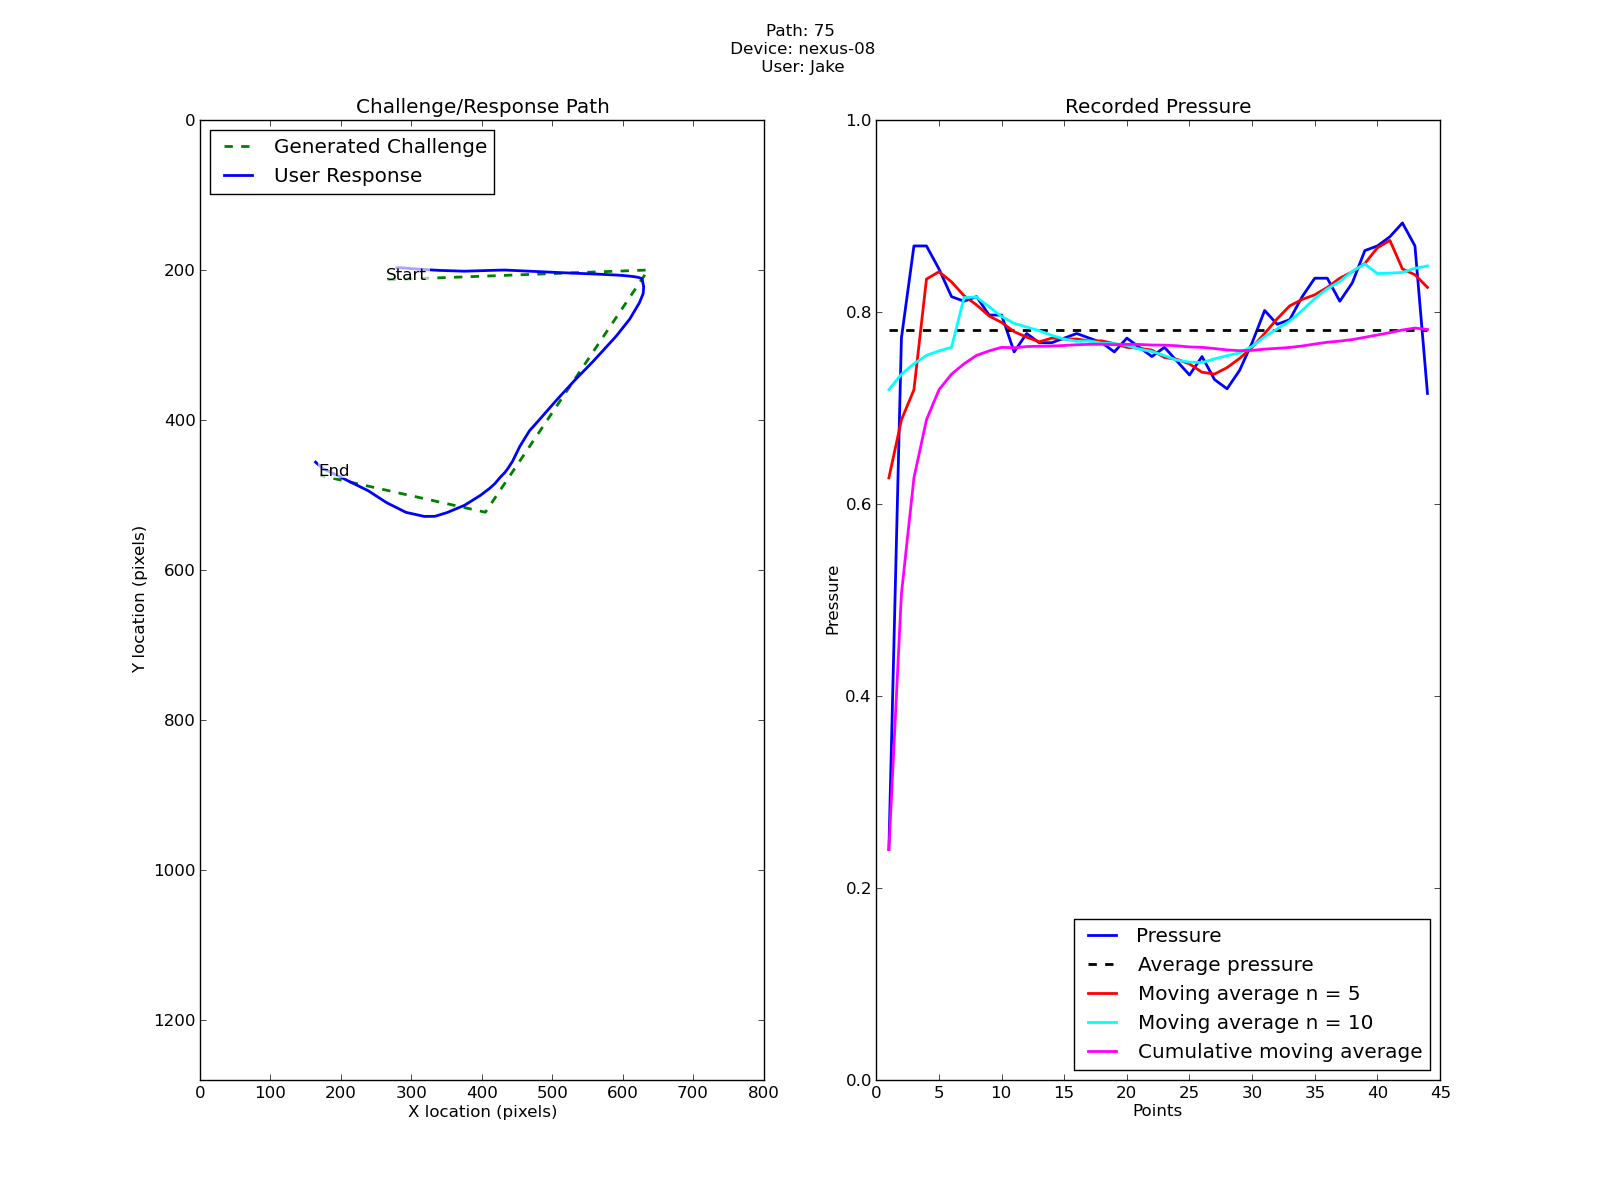 Path: 75
Device: nexus-08
User: Jake
Challenge/Response Path
0
200
400
600
800
1000
1200
Y location (pixels)
Generated Challenge
User Response
Start
End
0 100 200 300 400 500 600 700 800
X location (pixels)
Recorded Pressure
1.0
0.8
0.6
0.4
0.2
0.0
Pressure
Pressure
Average pressure
Moving average n = 5
Moving average n = 10
Cumulative moving average
0 5 10 15 20 25 30 35 40 45
Points